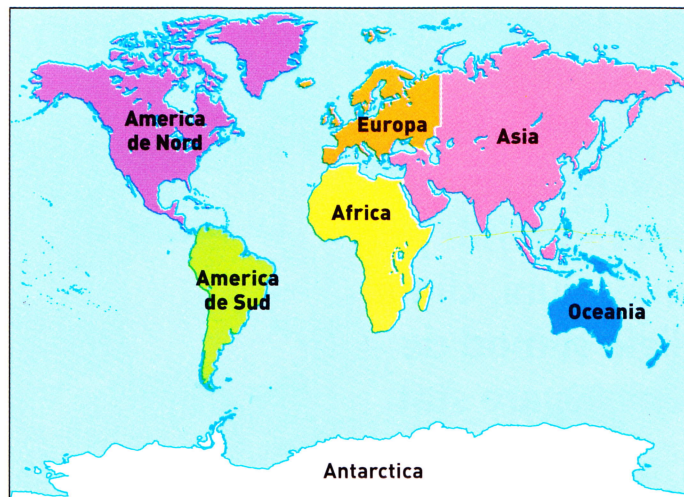 America
de Nord
Europa
Asia
Africa
America
de Sud
Oceania
Antarctica